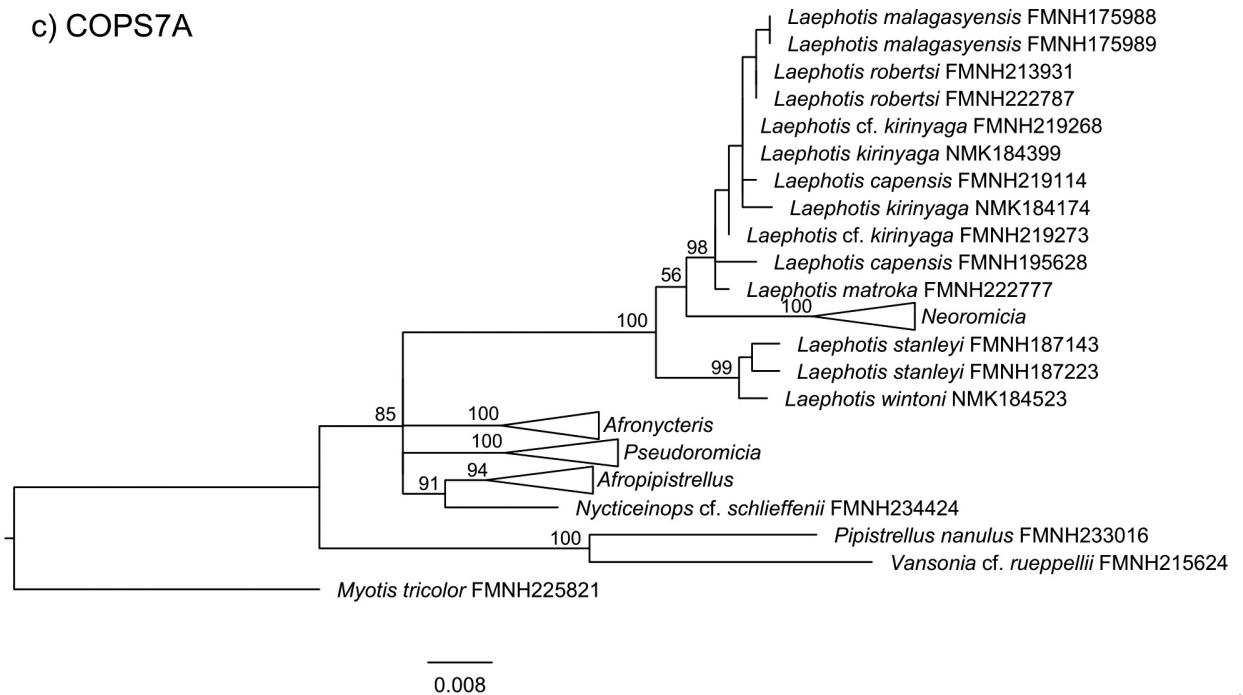 c) COPS7A
Laephotis malagasyensis FMNH175988
Laephotis malagasyensis FMNH175989
Laephotis robertsi FMNH213931
Laephotis robertsi FMNH222787
Laephotis cf. kirinyaga FMNH219268
Laephotis kirinyaga NMK184399
Laephotis capensis FMNH219114
Laephotis kirinyaga NMK184174
Laephotis cf. kirinyaga FMNH219273
98
Laephotis capensis FMNH195628
56
Laephotis matroka FMNH222777
100
Neoromicia
100
Laephotis stanleyi FMNH187143
99
Laephotis stanleyi FMNH187223
Laephotis wintoni NMK184523
85
100
Afronycteris
100
Pseudoromicia
94
Afropipistrellus
91
Nycticeinops cf. schlieffenii FMNH234424
100
Pipistrellus nanulus FMNH233016
Vansonia cf. rueppellii FMNH215624
Myotis tricolor FMNH225821
0.008